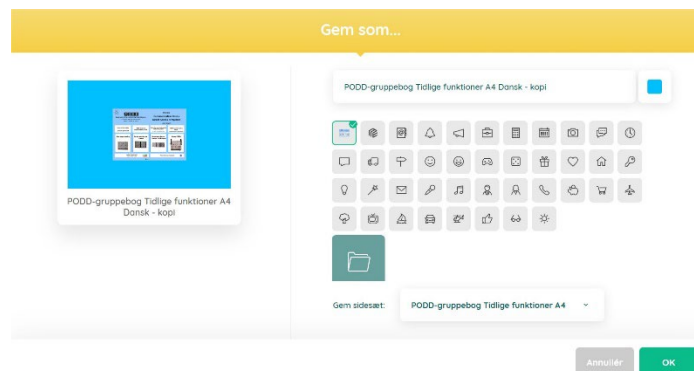 Gem som...
PODD-gruppebog Tidlige funktioner A4 Dansk - kopi
PODD-gruppebog Tidlige funktioner A4
Dansk - kopi
Gem sidesæt:
PODD-gruppebog Tidlige funktioner A4
Annullér
OK